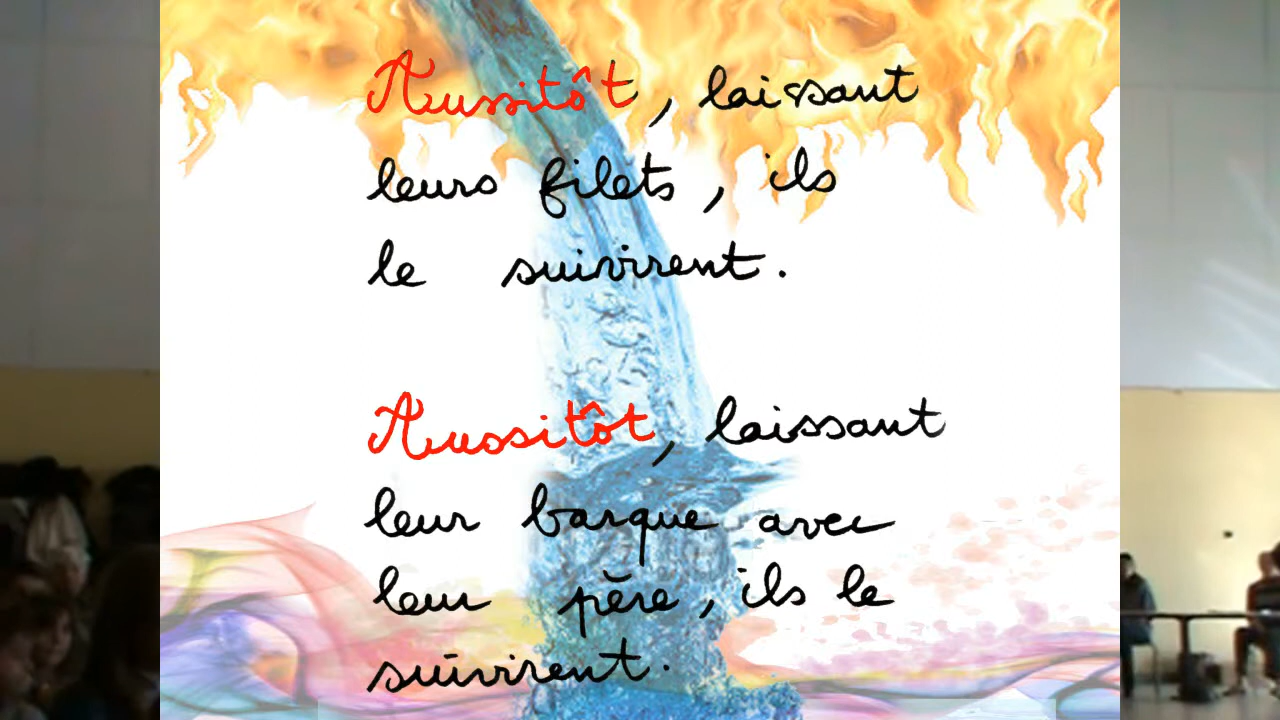 Aussitôt, laissant
leurs filets, ils
le suivirent.
Aussitôt, laissant
leur barque avec
leur père, ils le
suivirent.